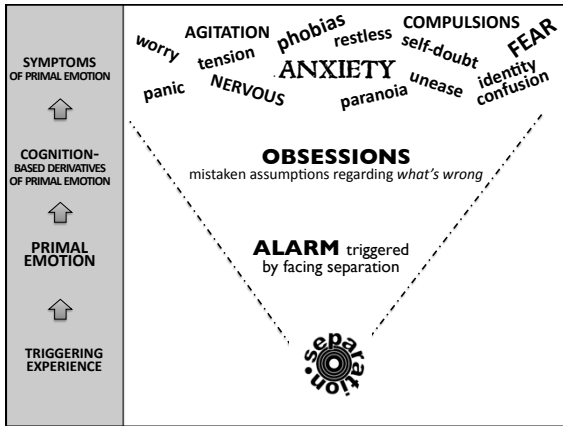 SYMPTOMS
OF PRIMAL EMOTION
COGNITION-
BASED DERIVATIVES
OF PRIMAL EMOTION
PRIMAL
EMOTION
TRIGGERING
EXPERIENCE
worry
AGITATION
tension
phobias
restless
COMPULSIONS
self-doubt
FEAR
panic
NERVOUS
ANXIETY
paranoia
unease
identity
confusion
OBSESSIONS
mistaken assumptions regarding what's wrong
ALARM triggered
by facing separation
separation